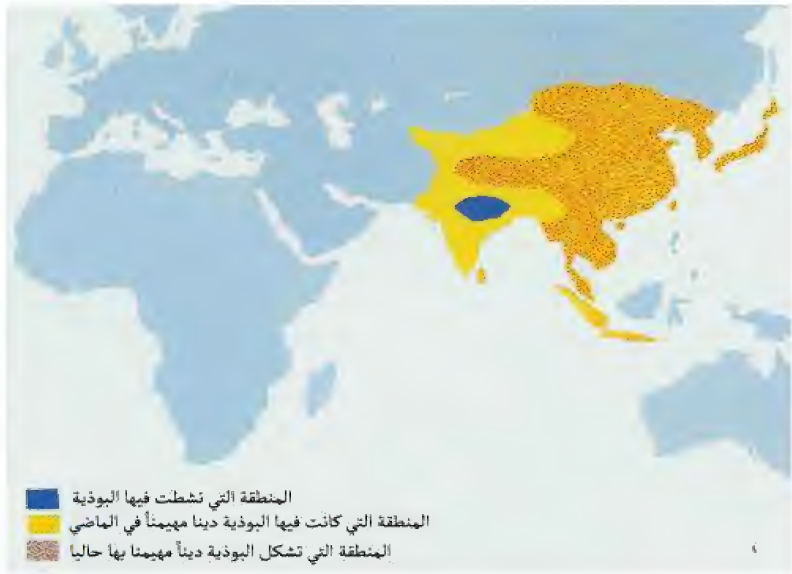 المنطقة التي نشطت فيها البوذية
المنطقة التي كانت فيها البوذية دينا مهيمناً في الماضي
المنطقة التي تشكل البوذية ديناً مهيمنا بها حاليا